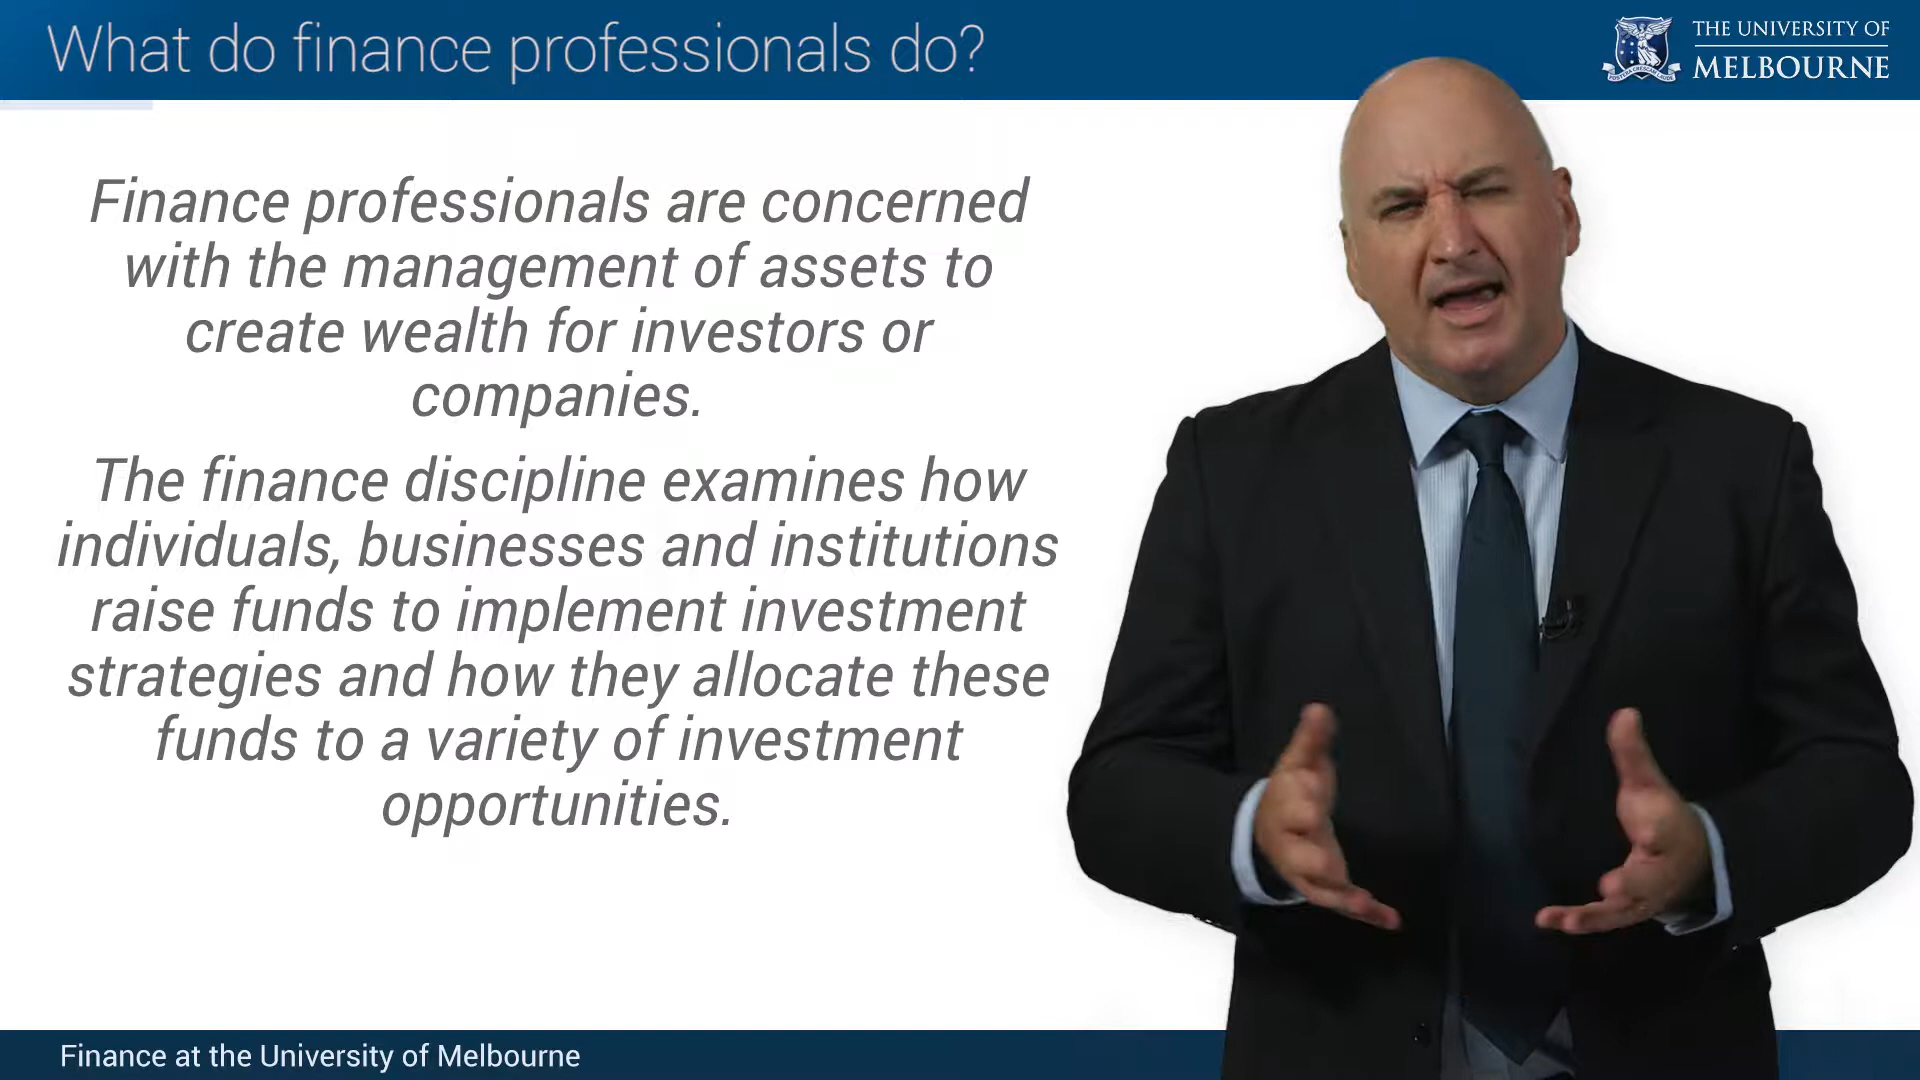 What do finance professionals do?
THE UNIVERSITY OF
MELBOURNE
Finance professionals are concerned
with the management of assets to
create wealth for investors or
companies.
The finance discipline examines how
individuals, businesses and institutions
raise funds to implement investment
strategies and how they allocate these
funds to a variety of investment
opportunities.
Finance at the University of Melbourne